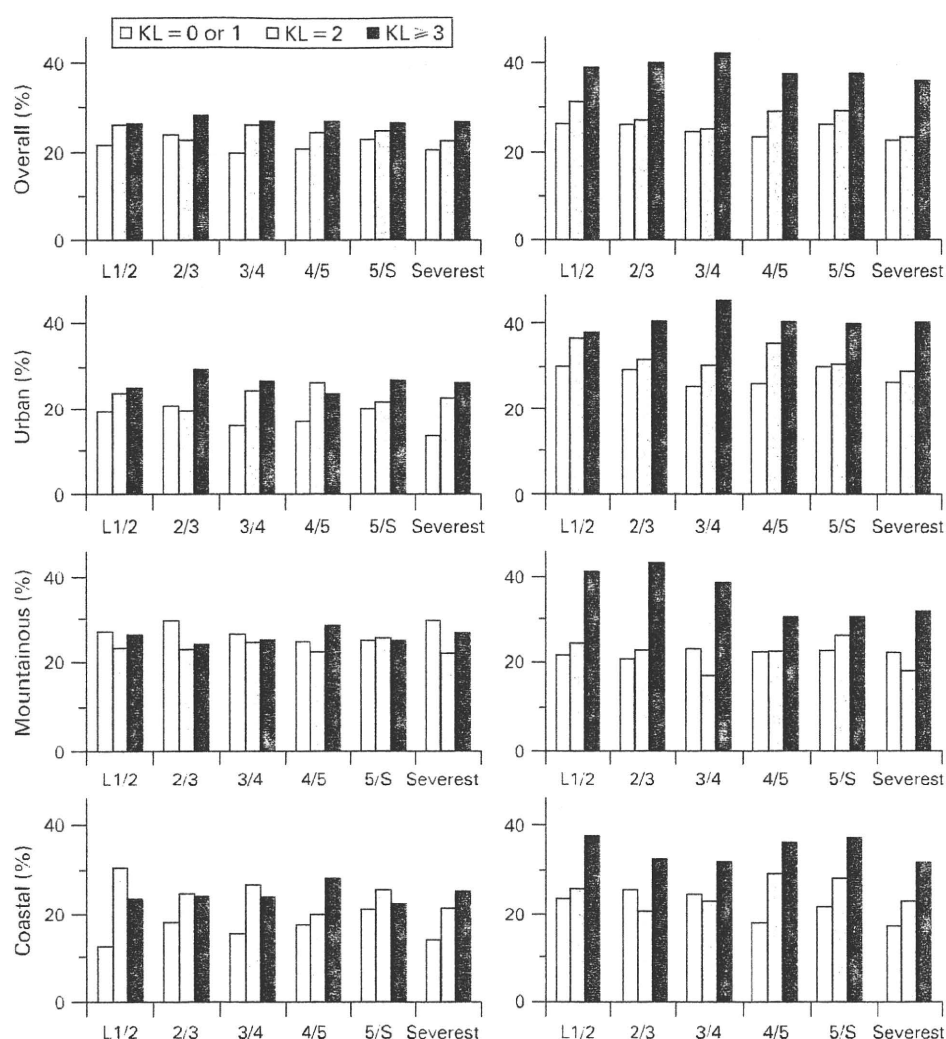 KL = 0 or 1 KL = 2 KL ⩾ 3
Overall (%)
40
20
0
L1/2 2/3 3/4 4/5 5/S Severest
40
20
0
L1/2 2/3 3/4 4/5 5/S Severest
Urban (%)
40
20
0
L1/2 2/3 3/4 4/5 5/S Severest
40
20
0
L1/2 2/3 3/4 4/5 5/S Severest
Mountainous (%)
40
20
0
L1/2 2/3 3/4 4/5 5/S Severest
40
20
0
L1/2 2/3 3/4 4/5 5/S Severest
Coastal (%)
40
20
0
L1/2 2/3 3/4 4/5 5/S Severest
40
20
0
L1/2 2/3 3/4 4/5 5/S Severest